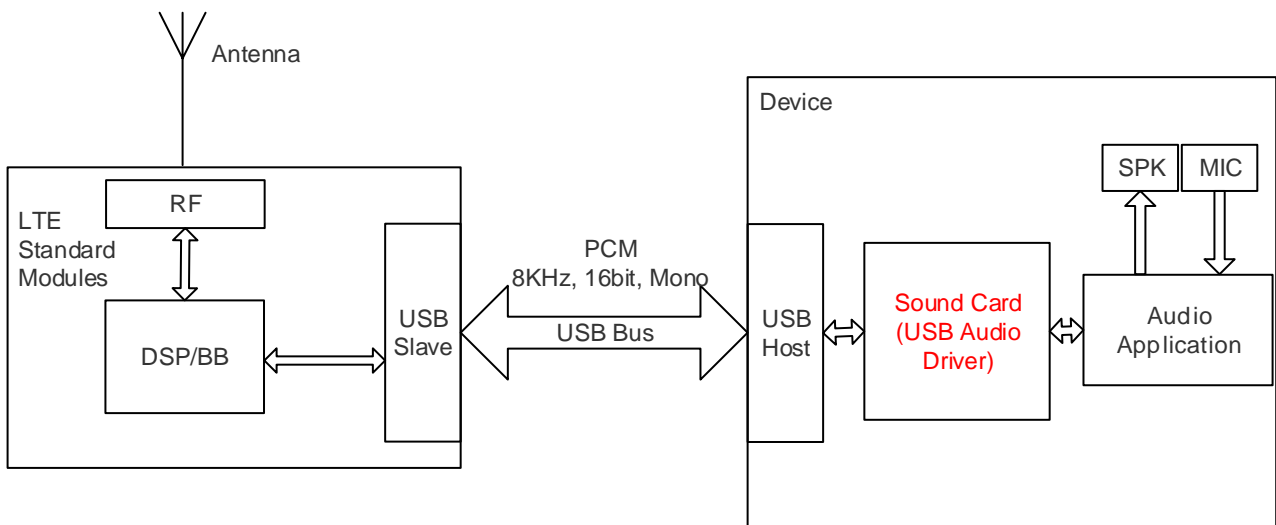 Antenna
LTE
Standard
Modules
RF
DSP/BB
USB
Slave
PCM
8KHz, 16bit, Mono
USB Bus
Device
USB
Host
Sound Card
(USB Audio
Driver)
SPK
MIC
Audio
Application